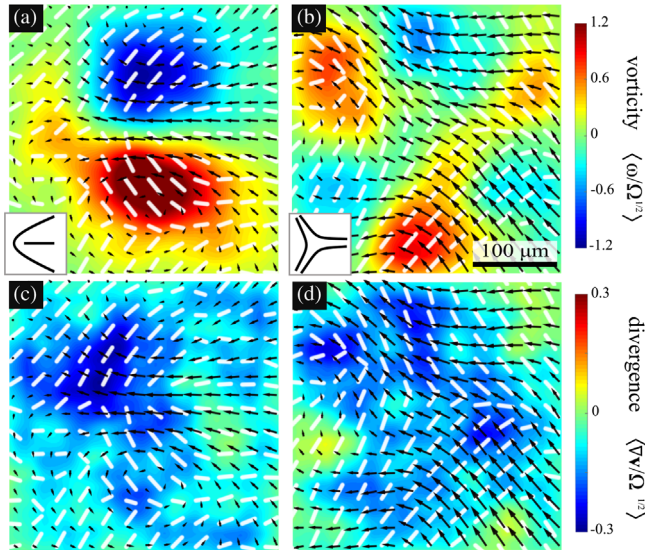 (a)
(b)
1.2
0.6
0
-0.6
-1.2
vorticity ⟨ω/Ω^1/2⟩
100 μm
(c)
(d)
0.3
0
-0.3
divergence ⟨∇v/Ω^1/2⟩